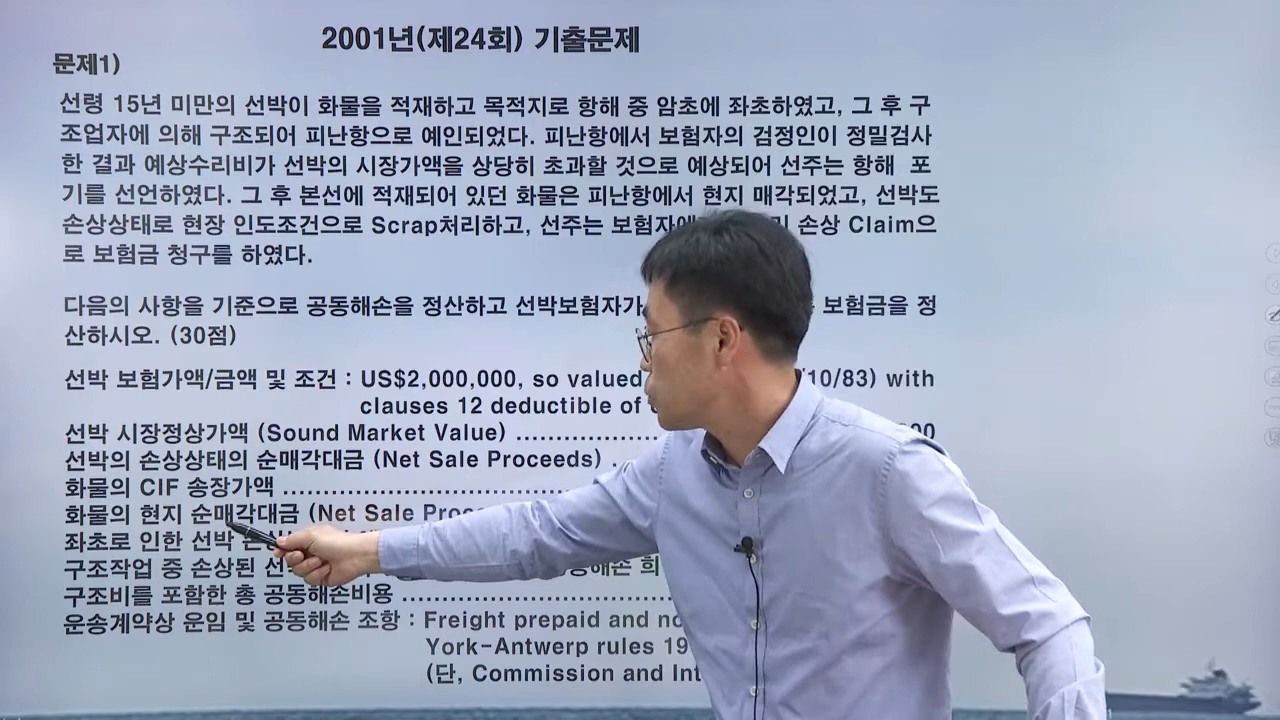 2001년(제24회) 기출문제
문제1)
선령 15년 미만의 선박이 화물을 적재하고 목적지로 항해 중 암초에 좌초하였고, 그 후 구
조업자에 의해 구조되어 피난항으로 예인되었다. 피난항에서 보험자의 검정인이 정밀검사
한 결과 예상수리비가 선박의 시장가액을 상당히 초과할 것으로 예상되어 선주는 항해 포
기를 선언하였다. 그 후 본선에 적재되어 있던 화물은 피난항에서 현지 매각되었고, 선박도
손상상태로 현장 인도조건으로 Scrap처리하고, 선주는 보험자에 손상 Claim으
로 보험금 청구를 하였다.
다음의 사항을 기준으로 공동해손을 정산하고 선박보험자가 보험금을 정
산하시오. (30점)
선박 보험가액/금액 및 조건 : US$2,000,000, so valued /10/83) with
clauses 12 deductible of
선박 시장정상가액 (Sound Market Value) ....................
선박의 손상상태의 순매각대금 (Net Sale Proceeds) .
화물의 CIF 송장가액 ........................................
화물의 현지 순매각대금 (Net Sale
좌초로 인한 선박
구조작업 중 손상된
구조비를 포함한 총 공동해손비용 ........................................
운송계약상 운임 및 공동해손 조항 : Freight prepaid and
York-Antwerp rules
(단, Commission and